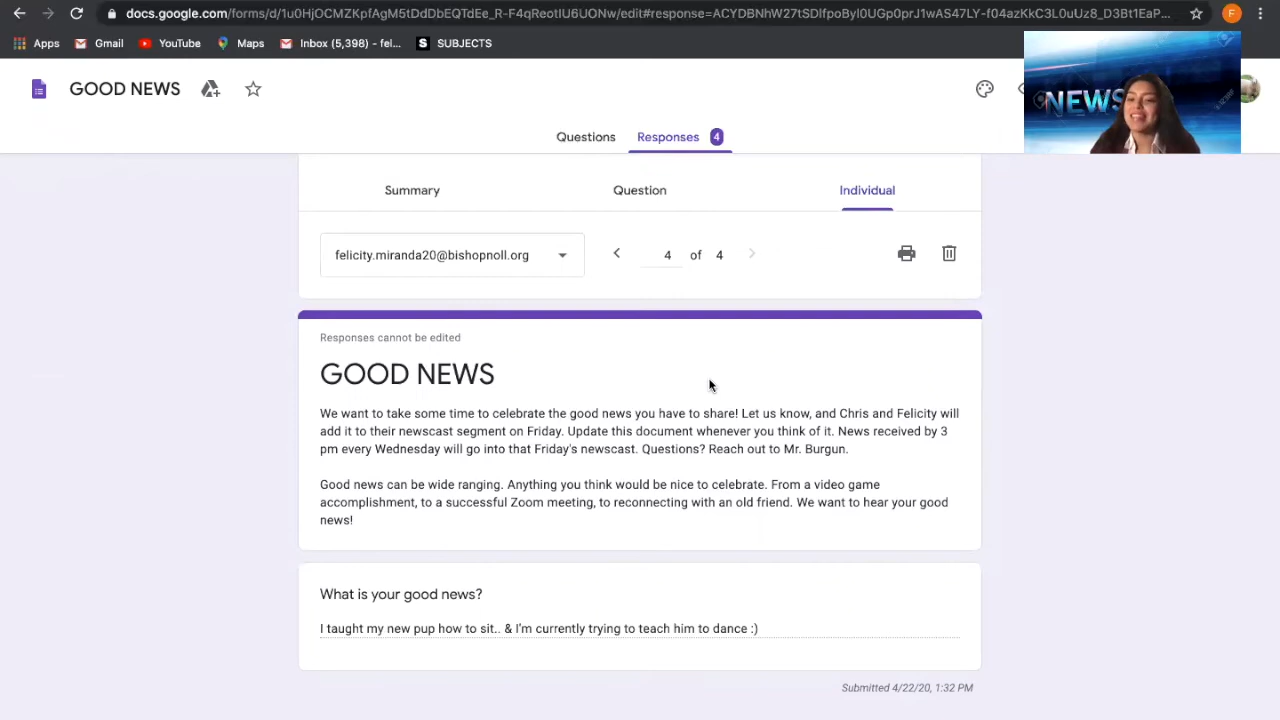 docs.google.com/forms/d/1u0HjOCMZKpfAgM5tDdDbEQTdEe_R-F4qReotIU6UONw/edit#response=ACYDBNhW27tSDlfpoByl0UGp0prJ1wAS47LY-f04azKkC3L0uUz8_D3Bt1EaP...
F
Apps Gmail YouTube Maps Inbox (5,398) - fel... S SUBJECTS
GOOD NEWS
NEWS
Questions Responses 4
Summary Question Individual
felicity.miranda20@bishopnoll.org 4 of 4
Responses cannot be edited
GOOD NEWS
We want to take some time to celebrate the good news you have to share! Let us know, and Chris and Felicity will
add it to their newscast segment on Friday. Update this document whenever you think of it. News received by 3
pm every Wednesday will go into that Friday's newscast. Questions? Reach out to Mr. Burgun.
Good news can be wide ranging. Anything you think would be nice to celebrate. From a video game
accomplishment, to a successful Zoom meeting, to reconnecting with an old friend. We want to hear your good
news!
What is your good news?
I taught my new pup how to sit.. & I'm currently trying to teach him to dance :)
Submitted 4/22/20, 1:32 PM